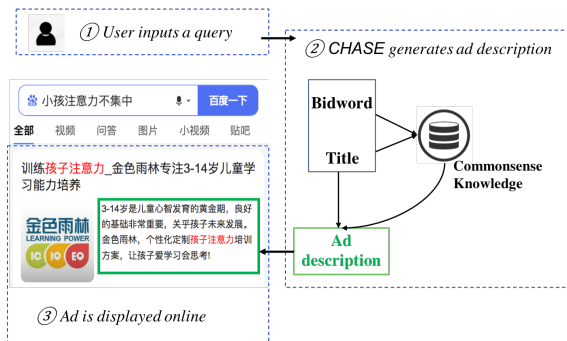 ① User inputs a query
② CHASE generates ad description
小孩注意力不集中
百度一下
全部 视频 问答 图片 小视频 贴吧
训练孩子注意力_金色雨林专注3-14岁儿童学
习能力培养
金色雨林
LEARNING POWER
IC IQ EQ
3-14岁是儿童心智发育的黄金期，良好
的基础非常重要，关乎孩子未来发展。
金色雨林，个性化定制孩子注意力培训
方案，让孩子爱学习会思考!
③ Ad is displayed online
Bidword
Title
Commonsense
Knowledge
Ad
description